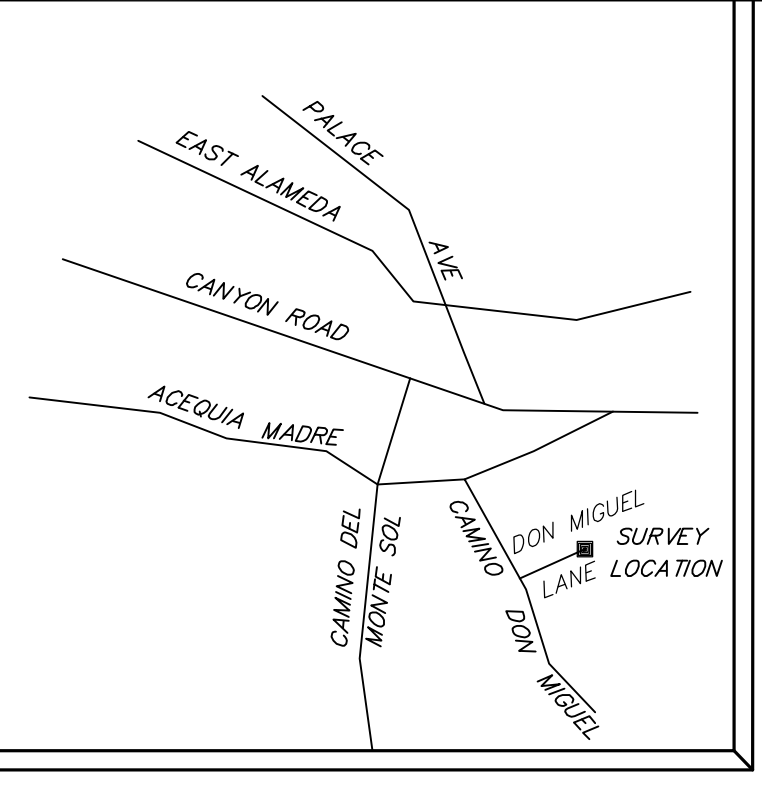 PALACE
AVE
EAST ALAMEDA
CANYON ROAD
ACEQUIA MADRE
CAMINO DEL
MONTE SOL
CAMINO DON MIGUEL
DON MIGUEL
LANE
SURVEY
LOCATION